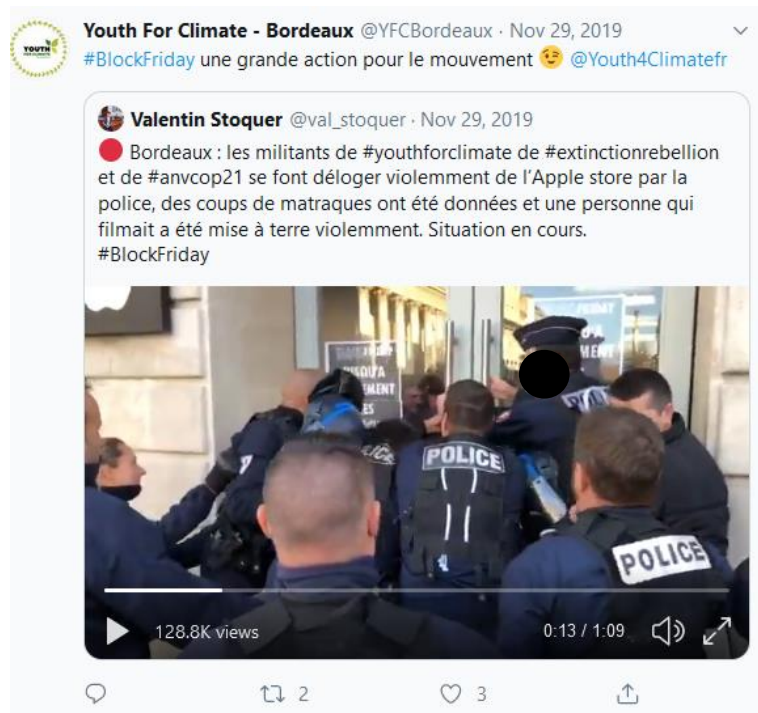 YOUTH
FOR CLIMATE
Youth For Climate - Bordeaux @YFCBordeaux · Nov 29, 2019
#BlockFriday une grande action pour le mouvement 😉 @Youth4Climatefr
Valentin Stoquer @val_stoquer · Nov 29, 2019
🔴 Bordeaux : les militants de #youthforclimate de #extinctionrebellion
et de #anvcop21 se font déloger violemment de l'Apple store par la
police, des coups de matraques ont été données et une personne qui
filmait a été mise à terre violemment. Situation en cours.
#BlockFriday
POLICE
POLICE
128.8K views
0:13 / 1:09
2
3